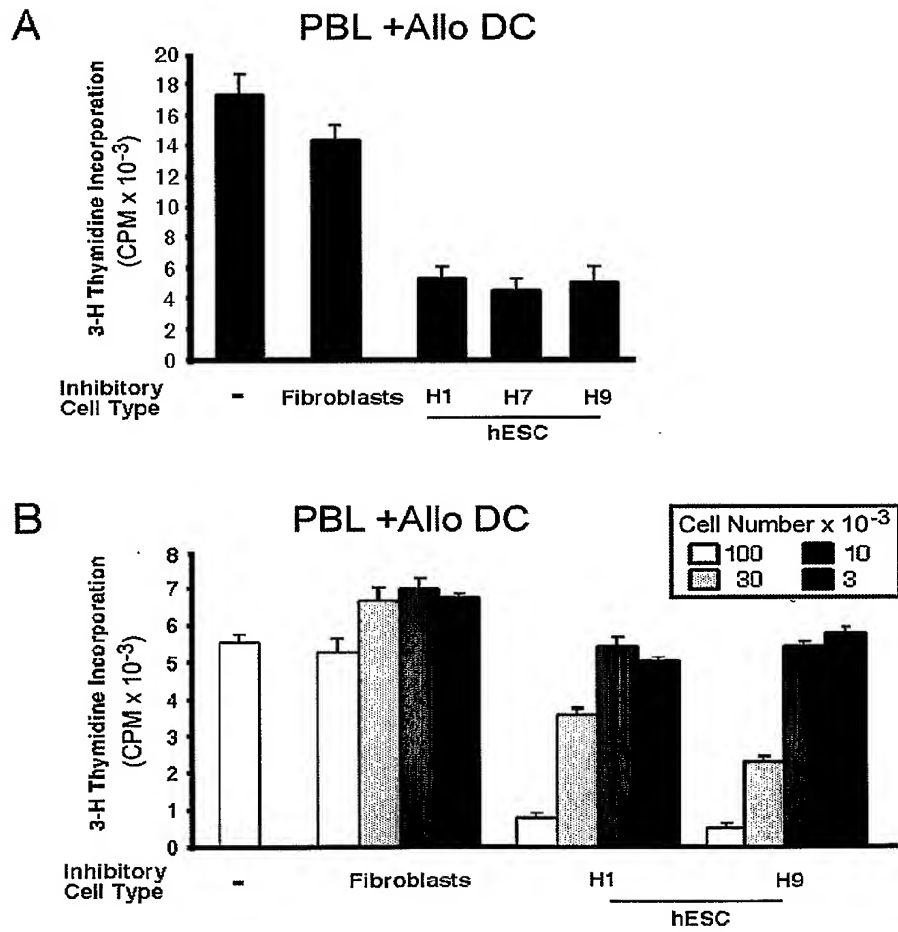 A
PBL +Allo DC
3-H Thymidine Incorporation
(CPM x 10-3)
20
18
16
14
12
10
8
6
4
2
0
Inhibitory
Cell Type
-
Fibroblasts
H1
H7
H9
hESC
B
PBL +Allo DC
Cell Number x 10-3
100
10
30
3
3-H Thymidine Incorporation
(CPM x 10-3)
8
7
6
5
4
3
2
1
0
Inhibitory
Cell Type
-
Fibroblasts
H1
H9
hESC